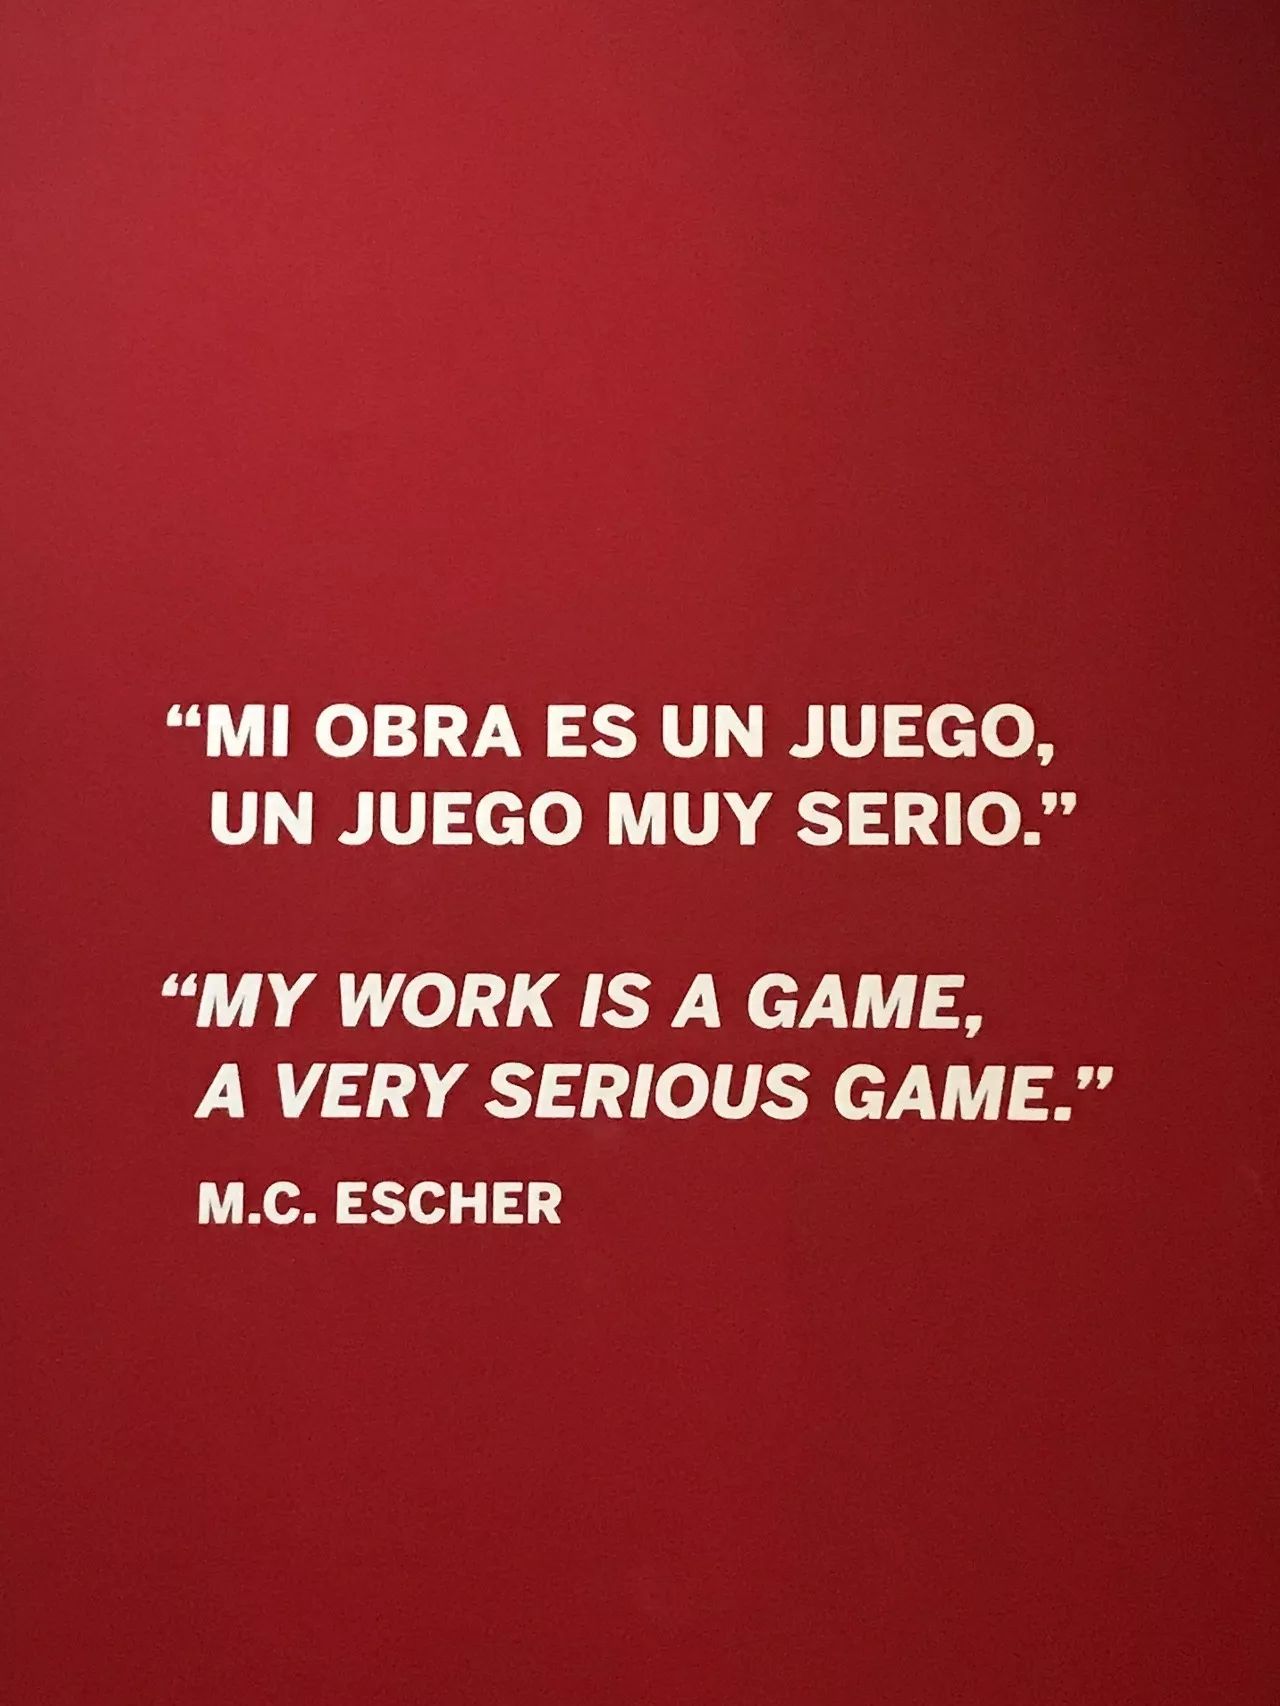 “MI OBRA ES UN JUEGO,
UN JUEGO MUY SERIO.”
“MY WORK IS A GAME,
A VERY SERIOUS GAME.”
M.C. ESCHER